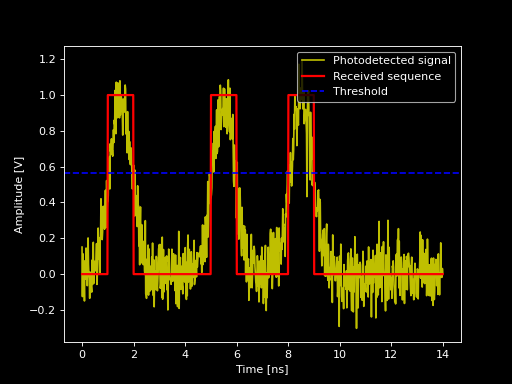 Photodetected signal
Received sequence
Threshold
1.2
1.0
0.8
0.6
0.4
0.2
0.0
−0.2
Amplitude [V]
0 2 4 6 8 10 12 14
Time [ns]